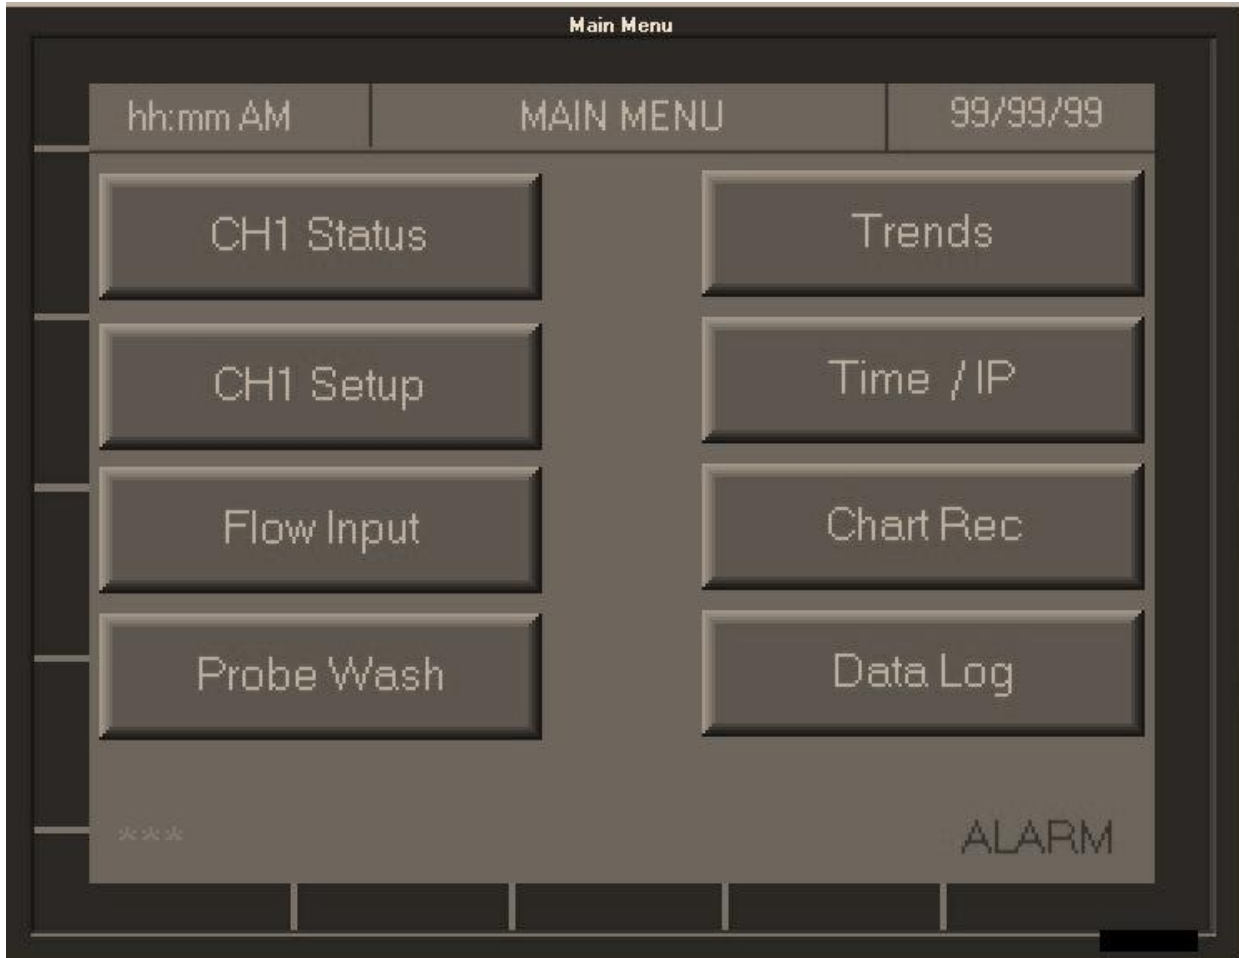 Main Menu
hh:mm AM MAIN MENU 99/99/99
CH1 Status
Trends
CH1 Setup
Time / IP
Flow Input
Chart Rec
Probe Wash
Data Log
***
ALARM